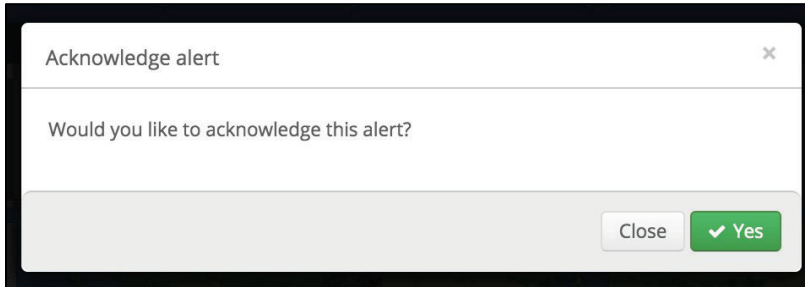 Acknowledge alert ×
Would you like to acknowledge this alert?
Close ✔ Yes